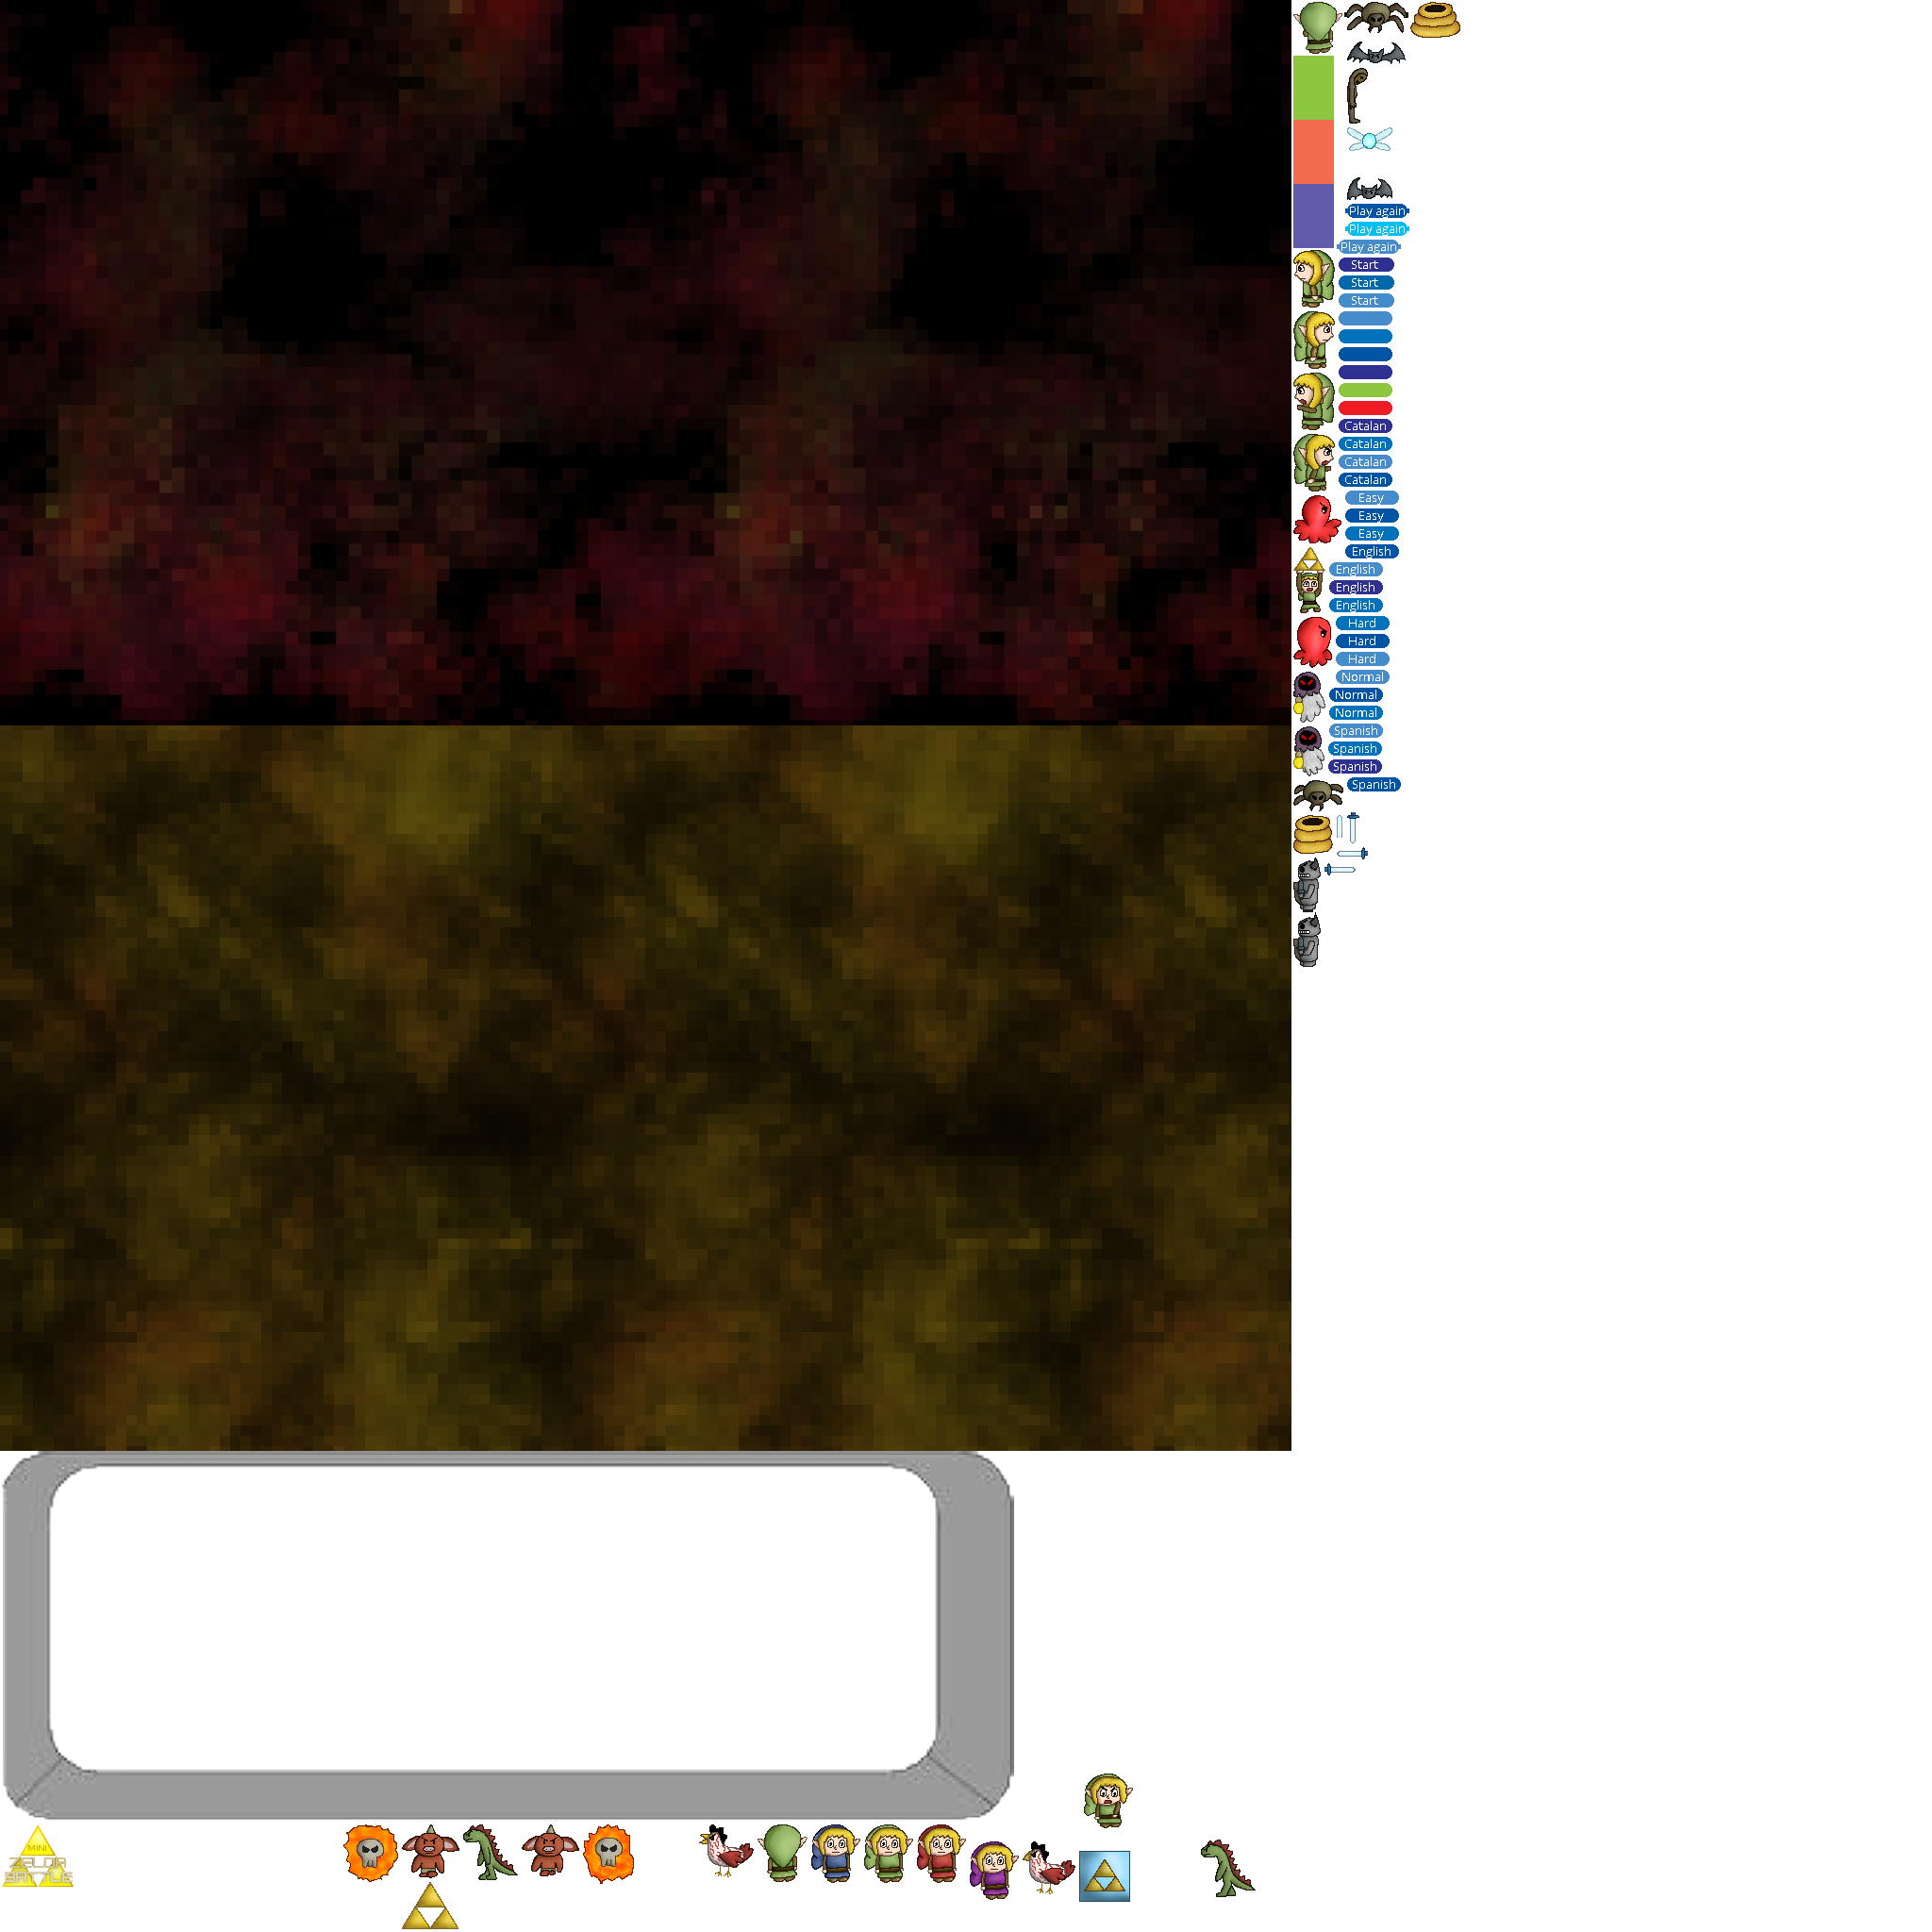 Play again
Play again
Play again
Start
Start
Start
Catalan
Catalan
Catalan
Catalan
Easy
Easy
Easy
English
English
English
English
Hard
Hard
Hard
Normal
Normal
Normal
Spanish
Spanish
Spanish
Spanish
MINI
ZELDA
BATTLE